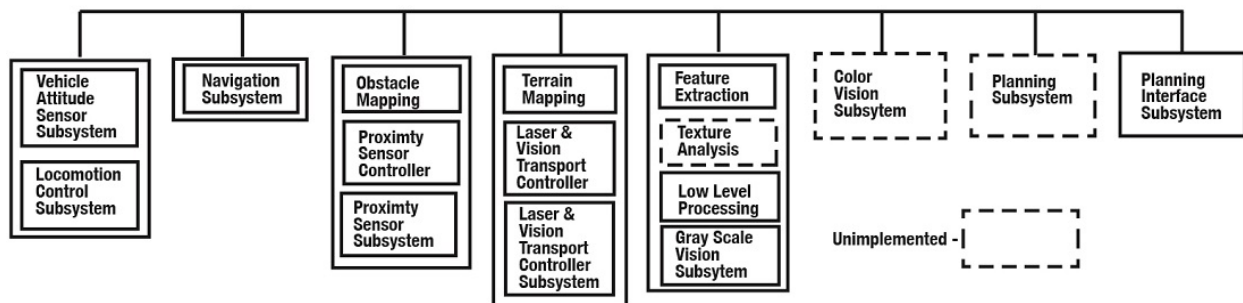 Vehicle
Attitude
Sensor
Subsystem
Locomotion
Control
Subsystem
Navigation
Subsystem
Obstacle
Mapping
Proximty
Sensor
Controller
Proximty
Sensor
Subsystem
Terrain
Mapping
Laser &
Vision
Transport
Controller
Laser &
Vision
Transport
Controller
Subsystem
Feature
Extraction
Texture
Analysis
Low Level
Processing
Gray Scale
Vision
Subsytem
Color
Vision
Subsytem
Planning
Subsystem
Planning
Interface
Subsystem
Unimplemented -